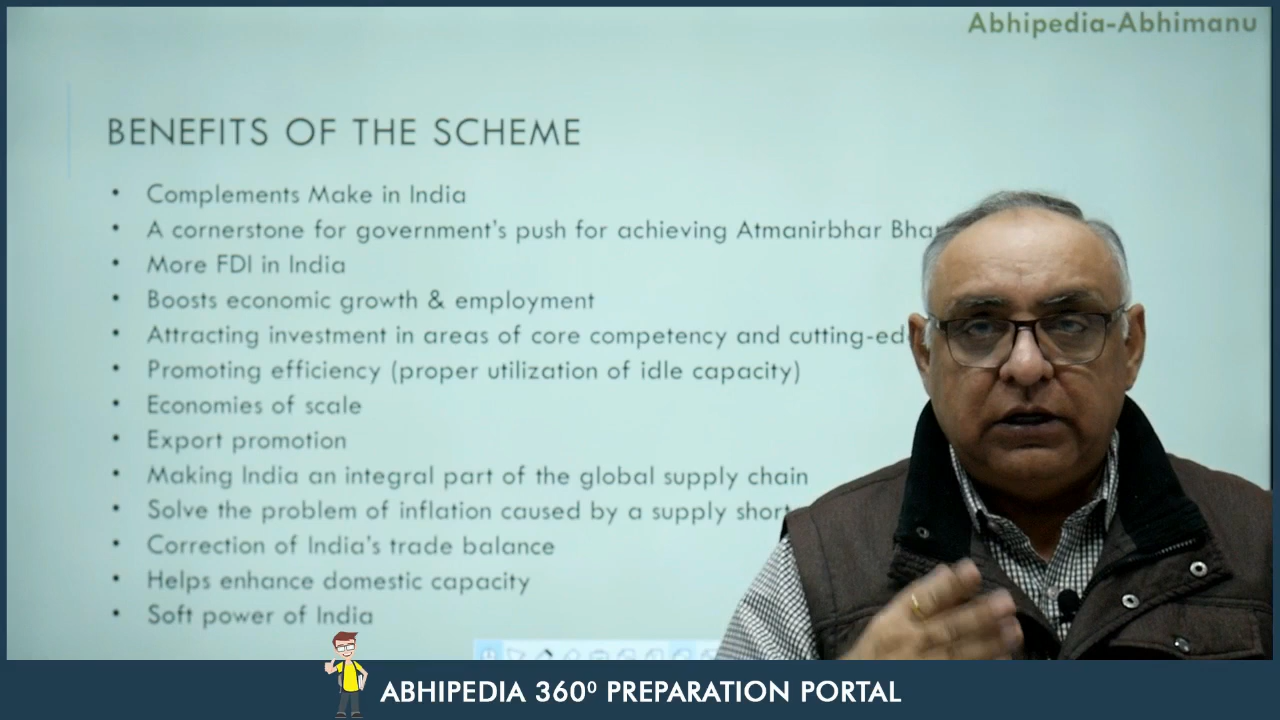 Abhipedia-Abhimanu
BENEFITS OF THE SCHEME
• Complements Make in India
• A cornerstone for government's push for achieving Atmanirbhar
• More FDI in India
• Boosts economic growth & employment
• Attracting investment in areas of core competency and
• Promoting efficiency (proper utilization of idle capacity)
• Economies of scale
• Export promotion
• Making India an integral part of the global supply chain
• Solve the problem of inflation caused by a supply
• Correction of India's trade balance
• Helps enhance domestic capacity
• Soft power of India
ABHIPEDIA 360⁰ PREPARATION PORTAL